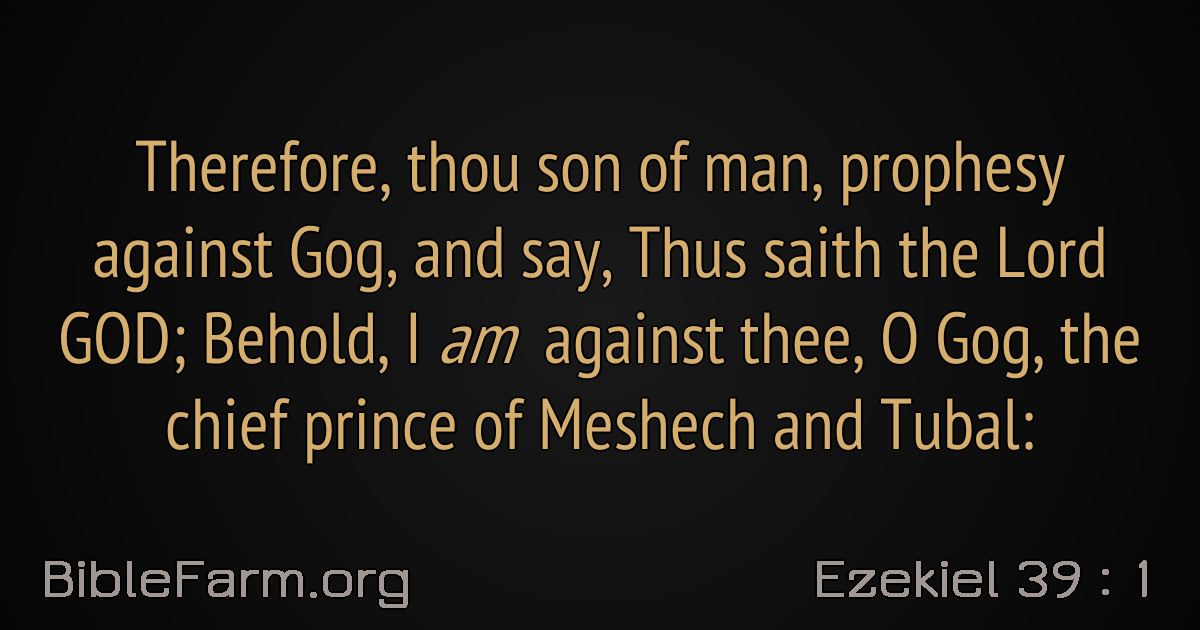 Therefore, thou son of man, prophesy
against Gog, and say, Thus saith the Lord
GOD; Behold, I am against thee, O Gog, the
chief prince of Meshech and Tubal:
BibleFarm.org
Ezekiel 39 : 1